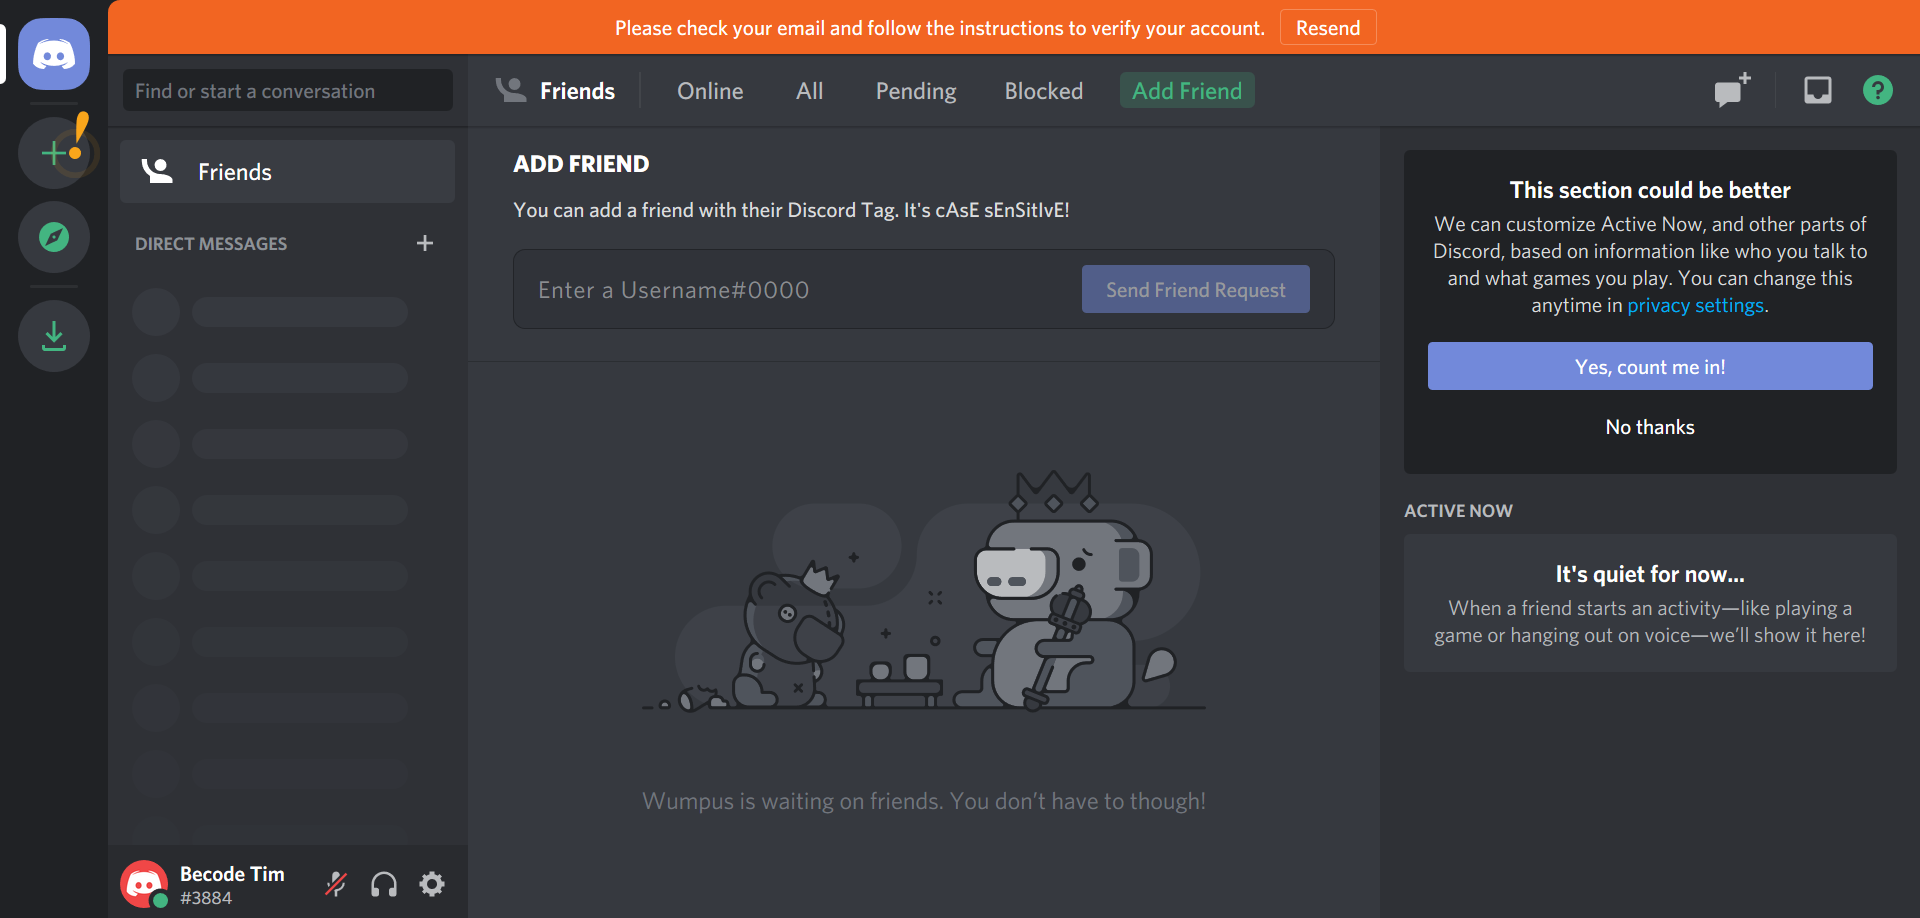 Please check your email and follow the instructions to verify your account.
Resend
Find or start a conversation
Friends
Online
All
Pending
Blocked
Add Friend
Friends
DIRECT MESSAGES
ADD FRIEND
You can add a friend with their Discord Tag. It's cAsE sEnSitIvE!
Enter a Username#0000
Send Friend Request
Wumpus is waiting on friends. You don’t have to though!
This section could be better
We can customize Active Now, and other parts of
Discord, based on information like who you talk to
and what games you play. You can change this
anytime in privacy settings.
Yes, count me in!
No thanks
ACTIVE NOW
It's quiet for now...
When a friend starts an activity—like playing a
game or hanging out on voice—we’ll show it here!
Becode Tim
#3884